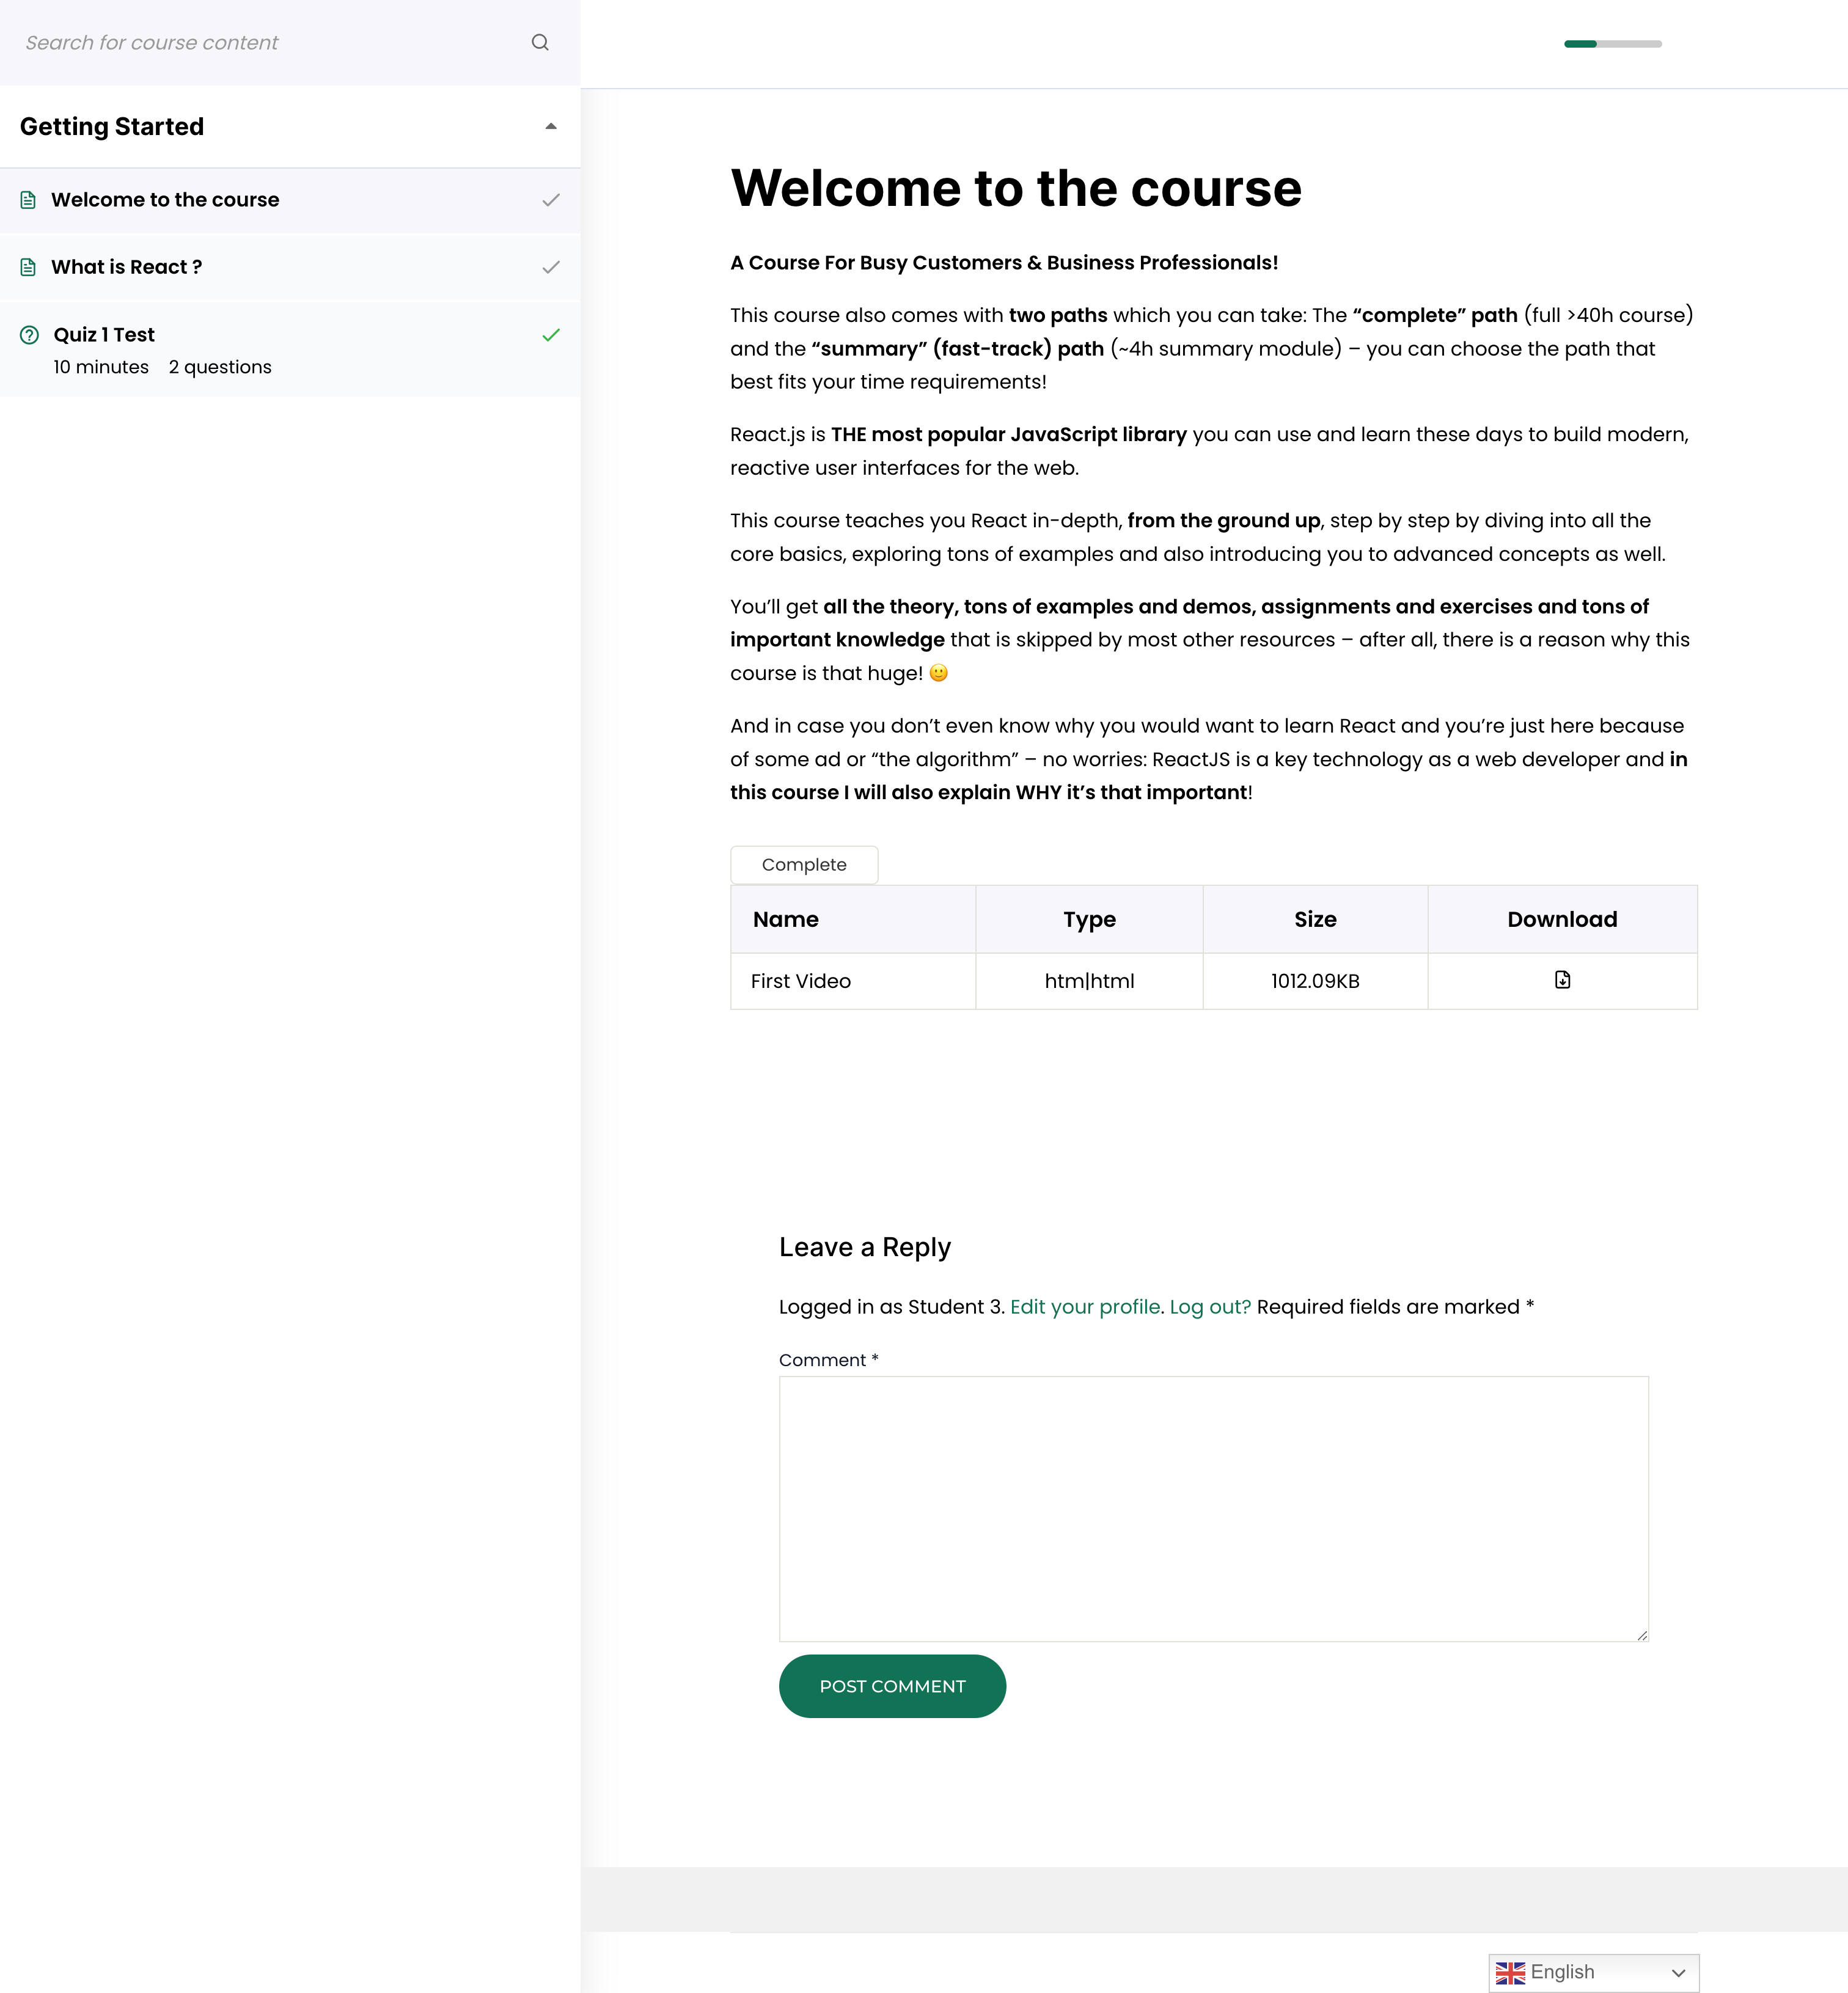 Search for course content
Getting Started
Welcome to the course
What is React ?
Quiz 1 Test
10 minutes 2 questions
Welcome to the course
A Course For Busy Customers & Business Professionals!
This course also comes with two paths which you can take: The “complete” path (full >40h course)
and the “summary” (fast-track) path (~4h summary module) – you can choose the path that
best fits your time requirements!
React.js is THE most popular JavaScript library you can use and learn these days to build modern,
reactive user interfaces for the web.
This course teaches you React in-depth, from the ground up, step by step by diving into all the
core basics, exploring tons of examples and also introducing you to advanced concepts as well.
You’ll get all the theory, tons of examples and demos, assignments and exercises and tons of
important knowledge that is skipped by most other resources – after all, there is a reason why this
course is that huge! 🙂
And in case you don’t even know why you would want to learn React and you’re just here because
of some ad or “the algorithm” – no worries: ReactJS is a key technology as a web developer and in
this course I will also explain WHY it’s that important!
Complete
Name Type Size Download
First Video htm|html 1012.09KB
Leave a Reply
Logged in as Student 3. Edit your profile. Log out? Required fields are marked *
Comment *
POST COMMENT
English